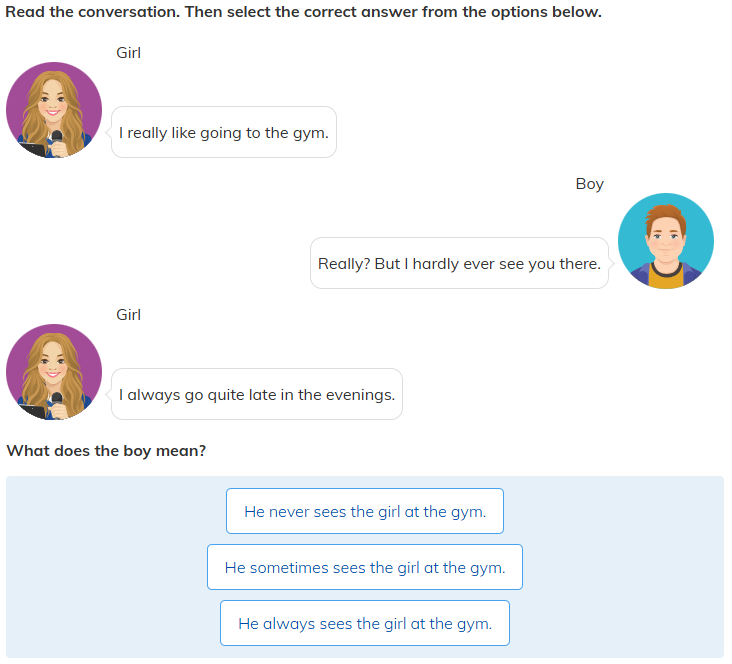 Read the conversation. Then select the correct answer from the options below.
Girl
I really like going to the gym.
Boy
Really? But I hardly ever see you there.
Girl
I always go quite late in the evenings.
What does the boy mean?
He never sees the girl at the gym.
He sometimes sees the girl at the gym.
He always sees the girl at the gym.